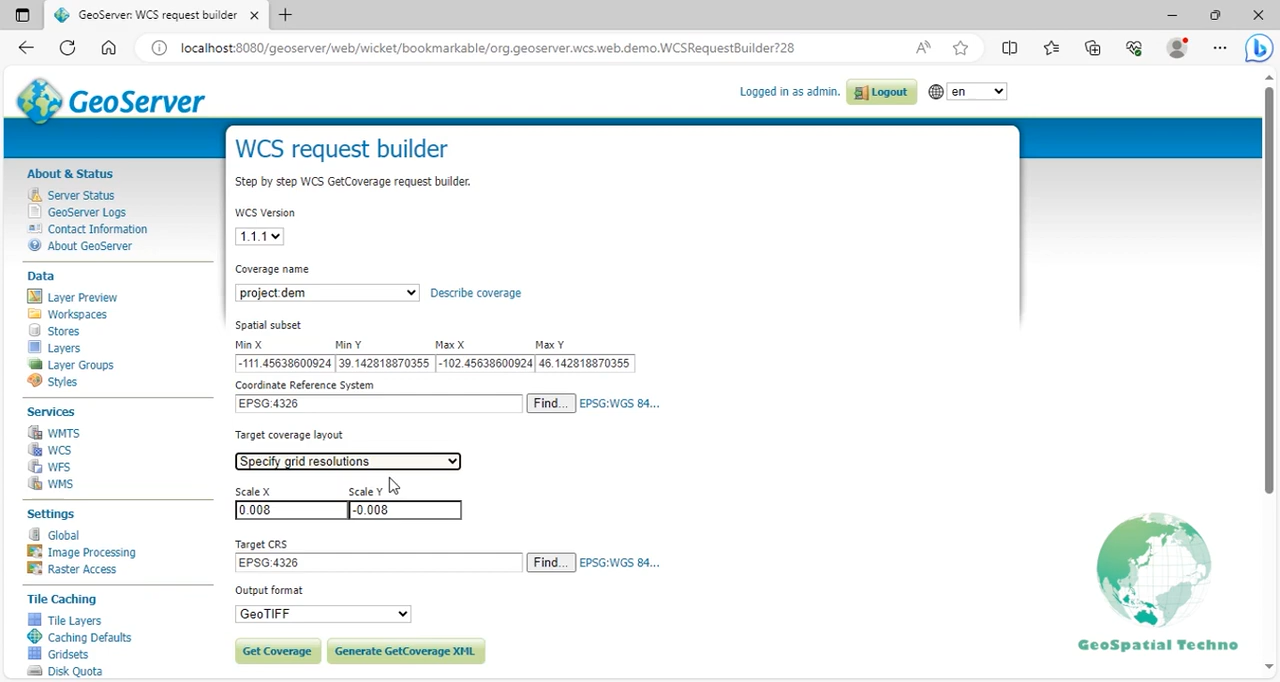 GeoServer: WCS request builder
localhost:8080/geoserver/web/wicket/bookmarkable/org.geoserver.wcs.web.demo.WCSRequestBuilder?28
GeoServer
Logged in as admin.
Logout
en
About & Status
Server Status
GeoServer Logs
Contact Information
About GeoServer
Data
Layer Preview
Workspaces
Stores
Layers
Layer Groups
Styles
Services
WMTS
WCS
WFS
WMS
Settings
Global
Image Processing
Raster Access
Tile Caching
Tile Layers
Caching Defaults
Gridsets
Disk Quota
WCS request builder
Step by step WCS GetCoverage request builder.
WCS Version
1.1.1
Coverage name
project:dem Describe coverage
Spatial subset
Min X Min Y Max X Max Y
-111.45638600924 39.142818870355 -102.45638600924 46.142818870355
Coordinate Reference System
EPSG:4326 Find... EPSG:WGS 84...
Target coverage layout
Specify grid resolutions
Scale X Scale Y
0.008 -0.008
Target CRS
EPSG:4326 Find... EPSG:WGS 84...
Output format
GeoTIFF
Get Coverage Generate GetCoverage XML
GeoSpatial Techno